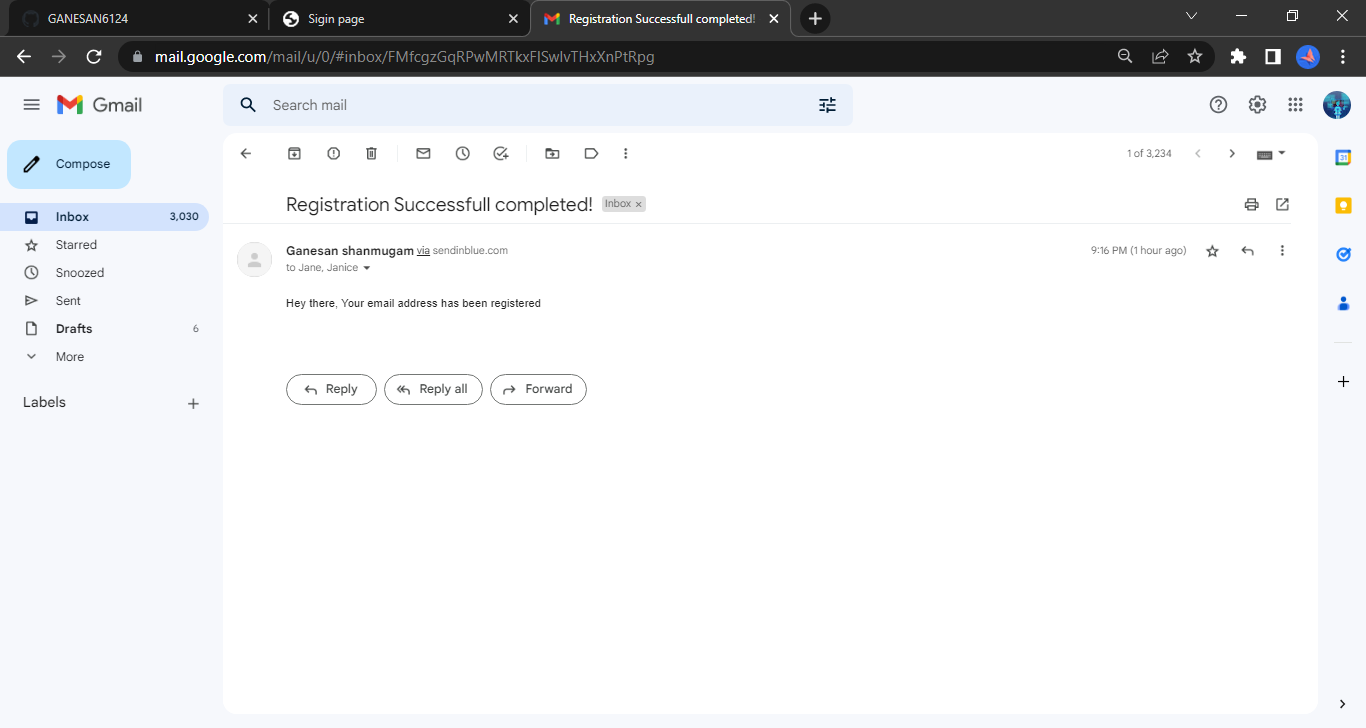 GANESAN6124
Sigin page
Registration Successfull completed!
mail.google.com/mail/u/0/#inbox/FMfcgzGqRPwMRTkxFlSwlvTHxXnPtRpg
Gmail
Search mail
Compose
1 of 3,234
31
Inbox 3,030
Starred
Snoozed
Sent
Drafts 6
More
Labels
Registration Successfull completed! Inbox
Ganesan shanmugam via sendinblue.com 9:16 PM (1 hour ago)
to Jane, Janice
Hey there, Your email address has been registered
Reply Reply all Forward